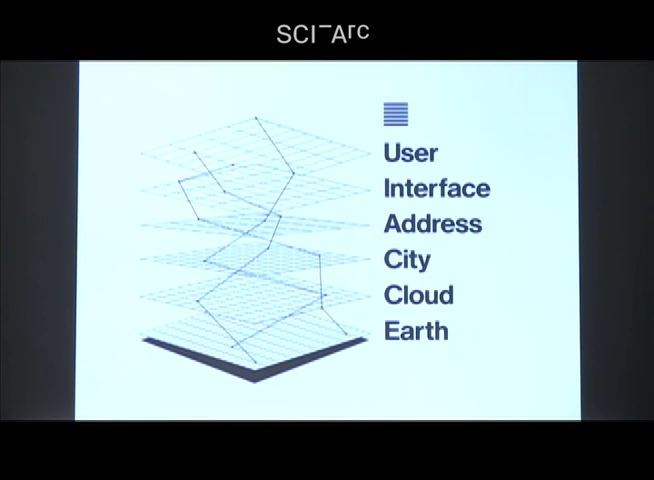 SCI-Arc
User
Interface
Address
City
Cloud
Earth